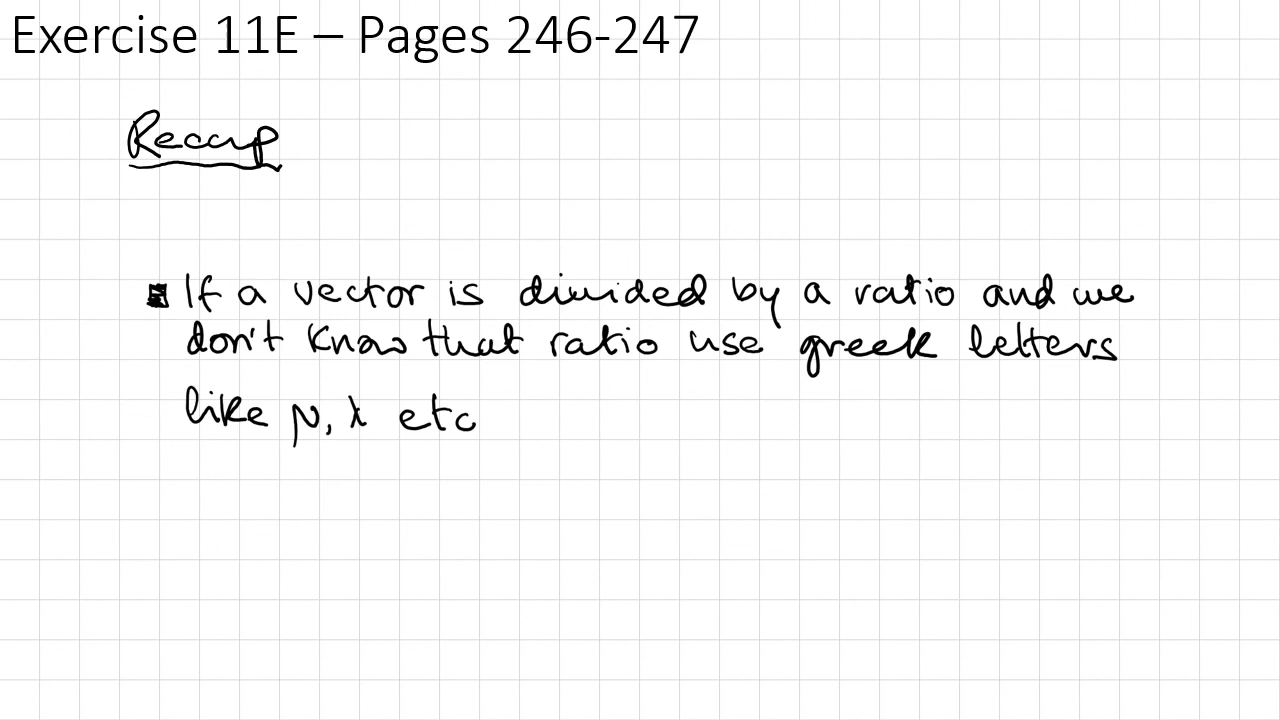 Exercise 11E – Pages 246-247
Recap
▪ If a vector is divided by a ratio and we
don't know that ratio use greek letters
like μ, λ etc